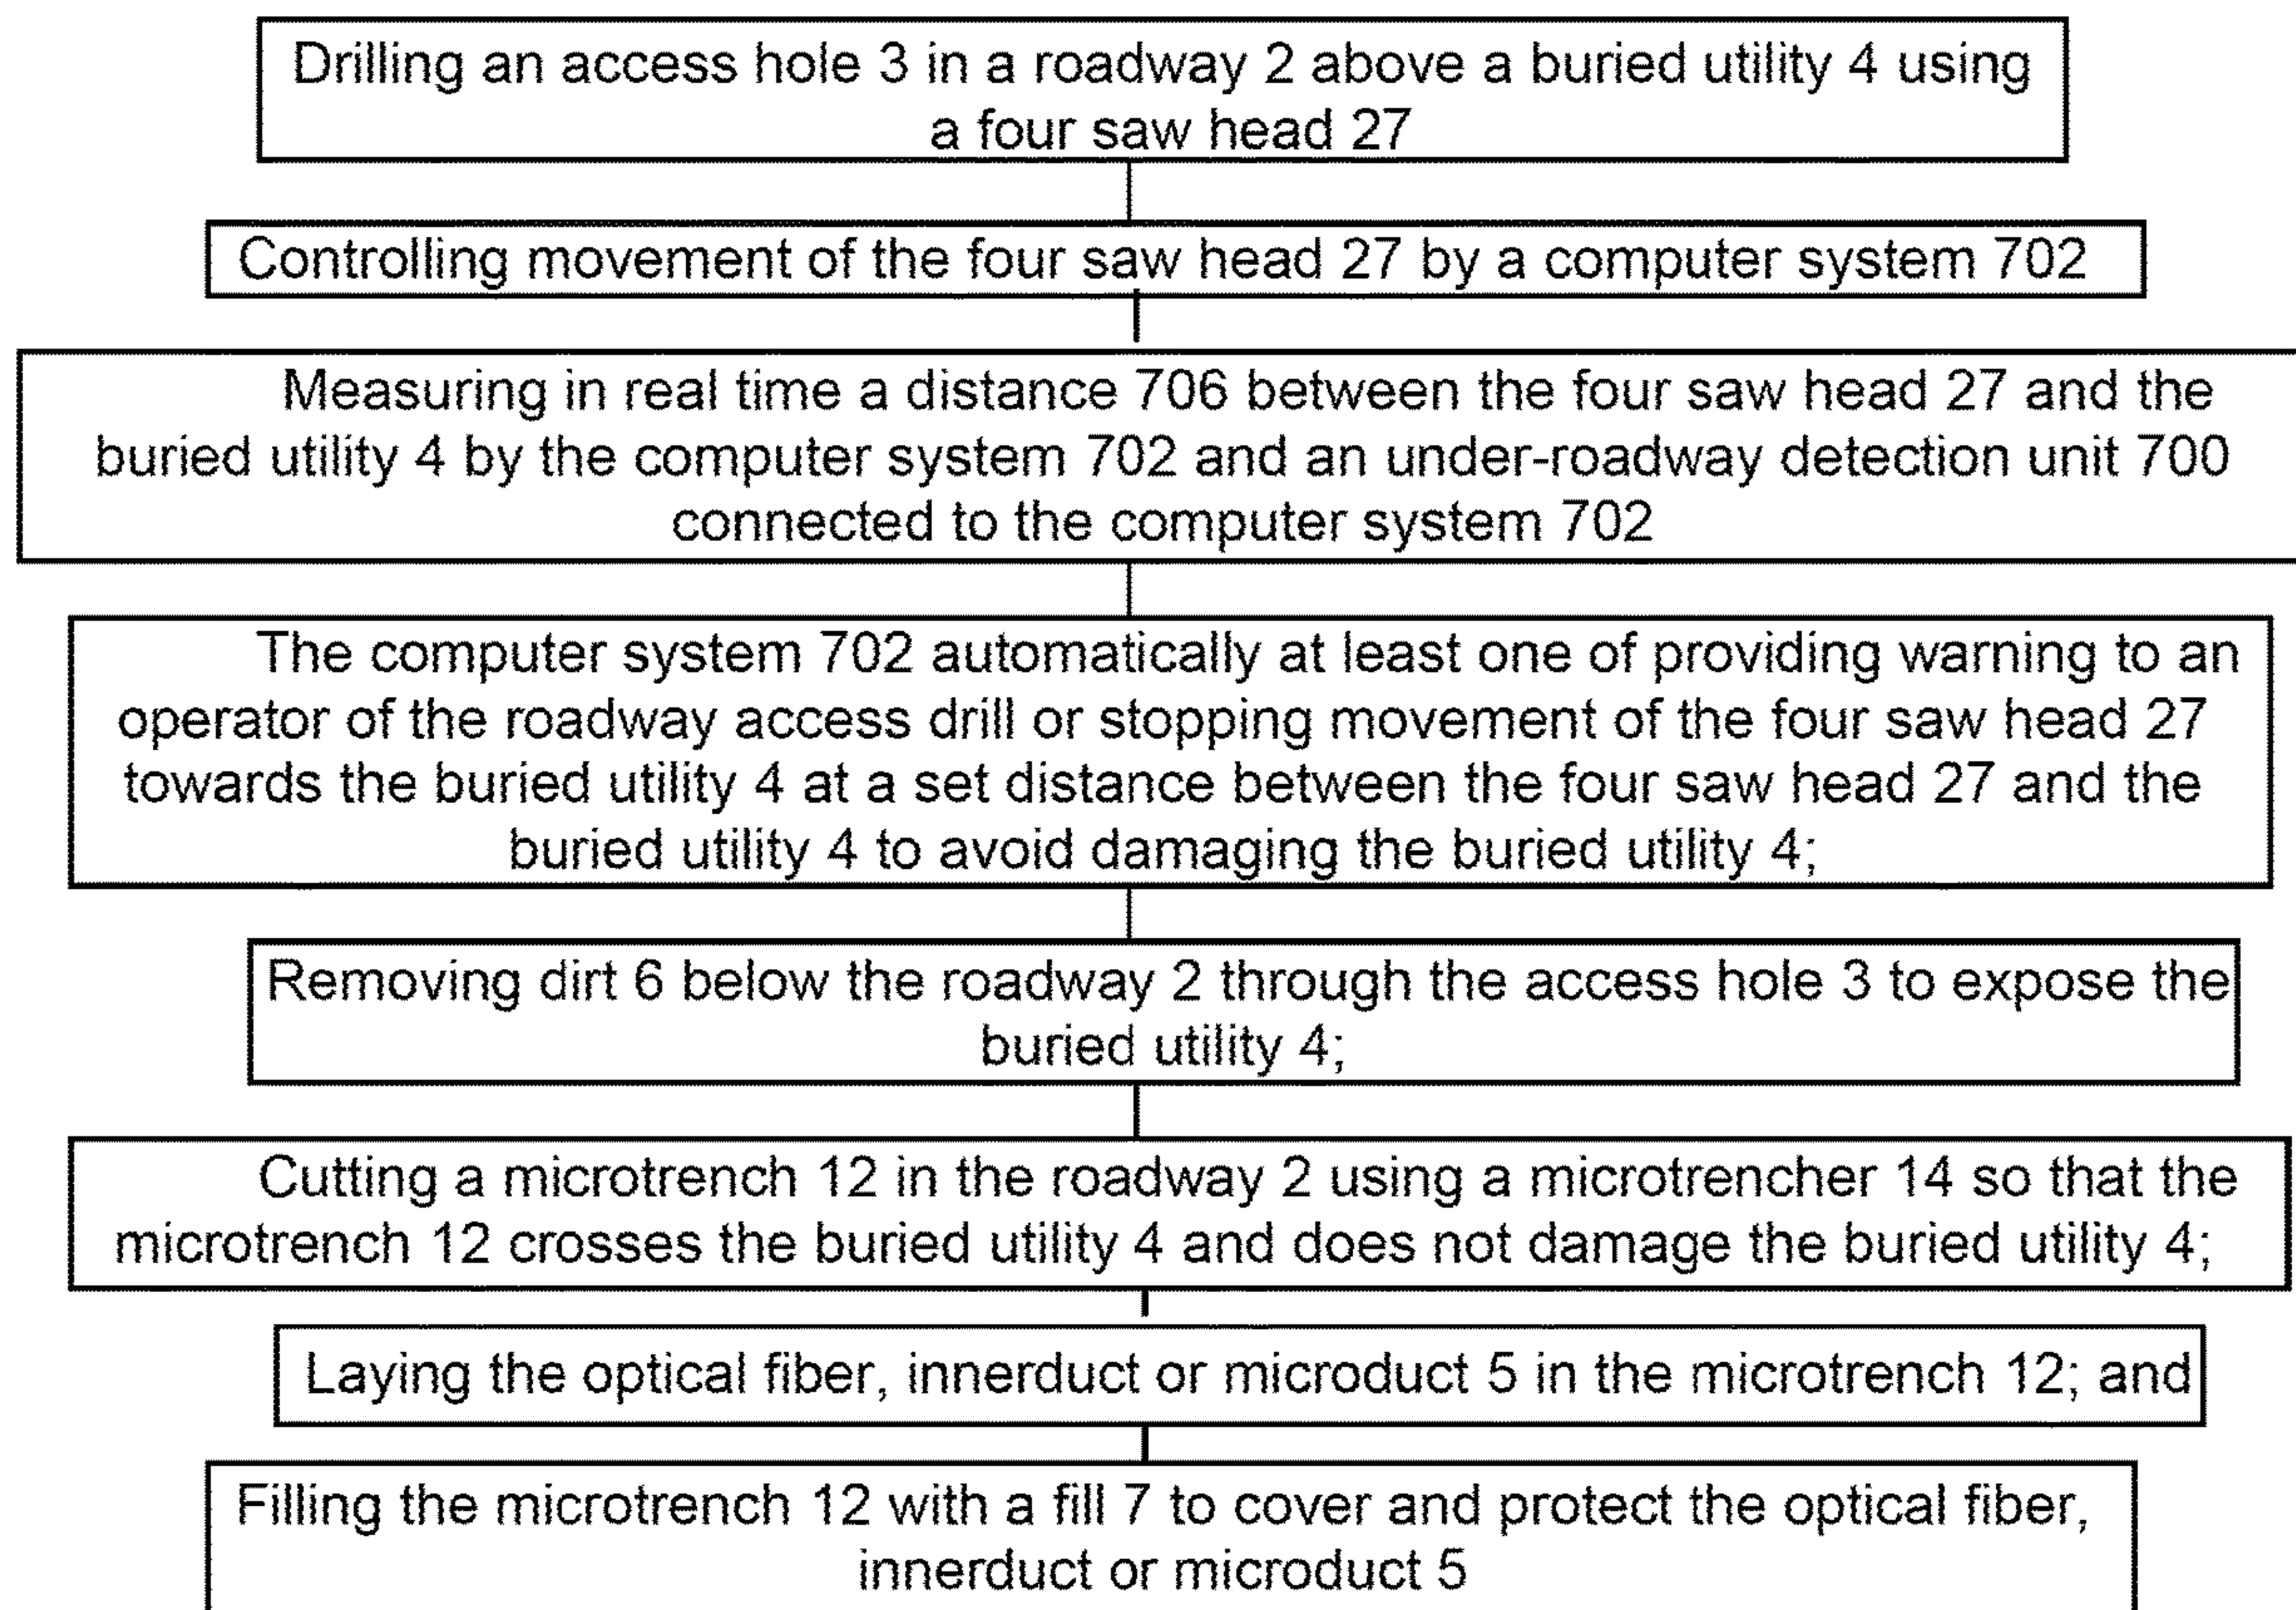 Drilling an access hole 3 in a roadway 2 above a buried utility 4 using
a four saw head 27
Controlling movement of the four saw head 27 by a computer system 702
Measuring in real time a distance 706 between the four saw head 27 and the
buried utility 4 by the computer system 702 and an under-roadway detection unit 700
connected to the computer system 702
The computer system 702 automatically at least one of providing warning to an
operator of the roadway access drill or stopping movement of the four saw head 27
towards the buried utility 4 at a set distance between the four saw head 27 and the
buried utility 4 to avoid damaging the buried utility 4;
Removing dirt 6 below the roadway 2 through the access hole 3 to expose the
buried utility 4;
Cutting a microtrench 12 in the roadway 2 using a microtrencher 14 so that the
microtrench 12 crosses the buried utility 4 and does not damage the buried utility 4;
Laying the optical fiber, innerduct or microduct 5 in the microtrench 12; and
Filling the microtrench 12 with a fill 7 to cover and protect the optical fiber,
innerduct or microduct 5